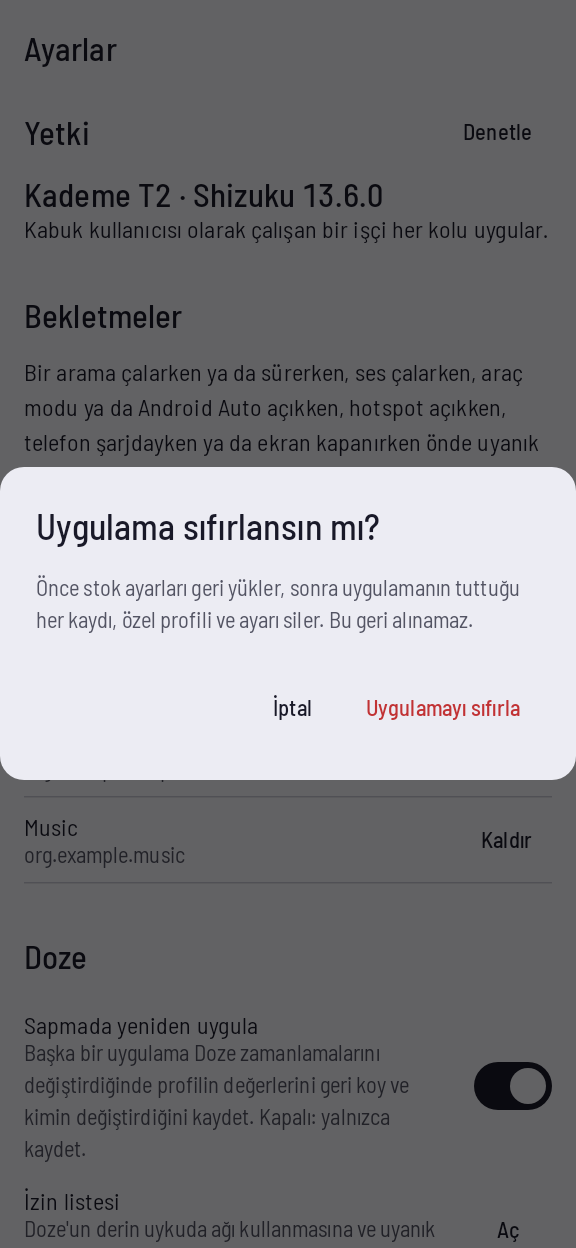 Ayarlar
Yetki
Denetle
Kademe T2 · Shizuku 13.6.0
Kabuk kullanıcısı olarak çalışan bir işçi her kolu uygular.
Bekletmeler
Bir arama çalarken ya da sürerken, ses çalarken, araç
modu ya da Android Auto açıkken, hotspot açıkken,
telefon şarjdayken ya da ekran kapanırken önde uyanık
Uygulama sıfırlansın mı?
Önce stok ayarları geri yükler, sonra uygulamanın tuttuğu
her kaydı, özel profili ve ayarı siler. Bu geri alınamaz.
İptal
Uygulamayı sıfırla
Music
org.example.music
Kaldır
Doze
Sapmada yeniden uygula
Başka bir uygulama Doze zamanlamalarını
değiştirdiğinde profilin değerlerini geri koy ve
kimin değiştirdiğini kaydet. Kapalı: yalnızca
kaydet.
İzin listesi
Doze'un derin uykuda ağı kullanmasına ve uyanık
Aç